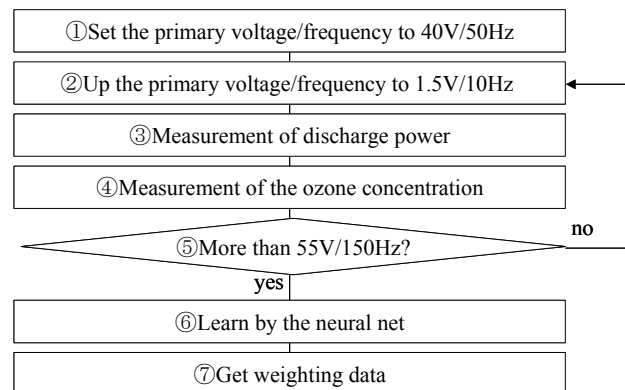 ①Set the primary voltage/frequency to 40V/50Hz
②Up the primary voltage/frequency to 1.5V/10Hz
③Measurement of discharge power
④Measurement of the ozone concentration
⑤More than 55V/150Hz?
no
yes
⑥Learn by the neural net
⑦Get weighting data